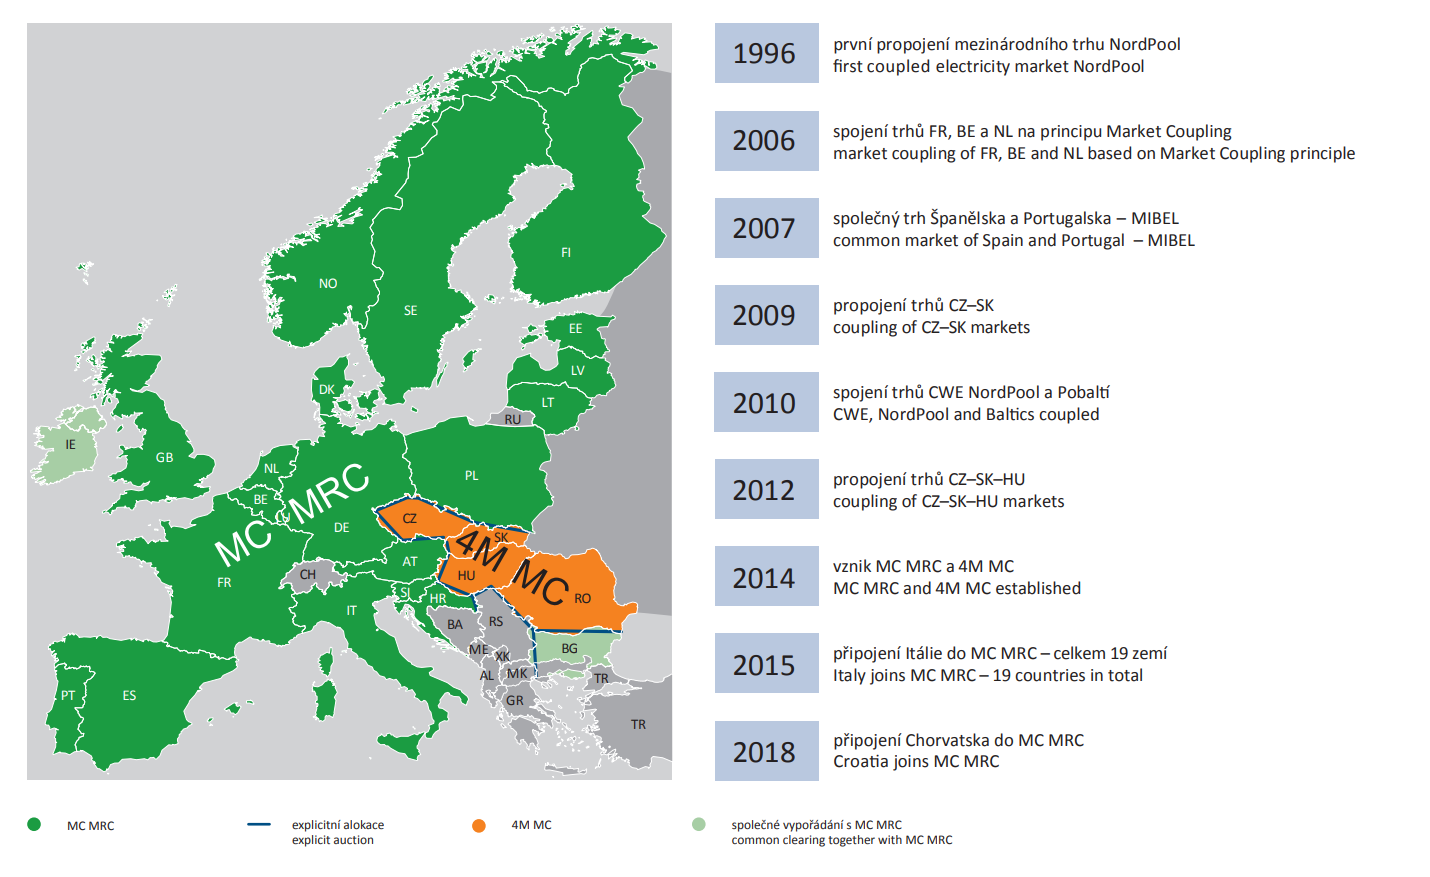 NO
SE
FI
EE
LV
LT
RU
DK
IE
GB
NL
BE
LU
MC MRC
DE
PL
CZ
SK
4M MC
AT
HU
RO
CH
FR
SI
HR
IT
BA
RS
ME
XK
BG
AL
MK
TR
GR
TR
PT
ES
1996
první propojení mezinárodního trhu NordPool
first coupled electricity market NordPool
2006
spojení trhů FR, BE a NL na principu Market Coupling
market coupling of FR, BE and NL based on Market Coupling principle
2007
společný trh Španělska a Portugalska – MIBEL
common market of Spain and Portugal – MIBEL
2009
propojení trhů CZ–SK
coupling of CZ–SK markets
2010
spojení trhů CWE NordPool a Pobaltí
CWE, NordPool and Baltics coupled
2012
propojení trhů CZ–SK–HU
coupling of CZ–SK–HU markets
2014
vznik MC MRC a 4M MC
MC MRC and 4M MC established
2015
připojení Itálie do MC MRC – celkem 19 zemí
Italy joins MC MRC – 19 countries in total
2018
připojení Chorvatska do MC MRC
Croatia joins MC MRC
MC MRC
explicitní alokace
explicit auction
4M MC
společné vypořádání s MC MRC
common clearing together with MC MRC